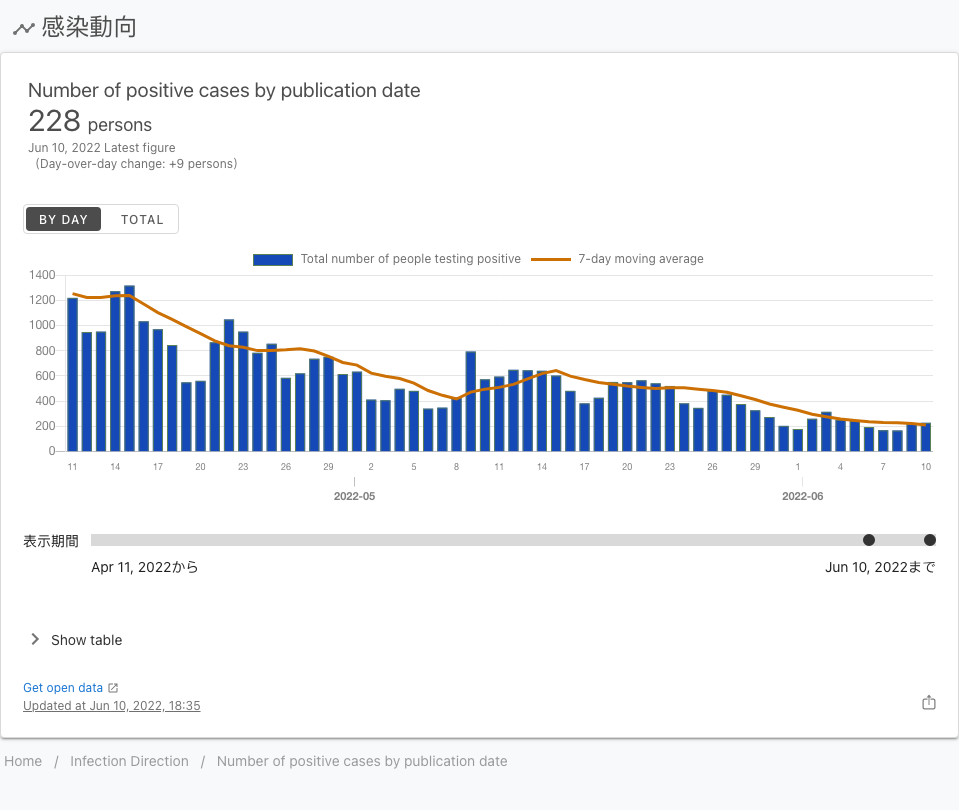 感染動向
Number of positive cases by publication date
228 persons
Jun 10, 2022 Latest figure
(Day-over-day change: +9 persons)
BY DAY TOTAL
Total number of people testing positive 7-day moving average
1400
1200
1000
800
600
400
200
0
11 14 17 20 23 26 29 2 5 8 11 14 17 20 23 26 29 1 4 7 10
2022-05 2022-06
表示期間
Apr 11, 2022から Jun 10, 2022まで
Show table
Get open data
Updated at Jun 10, 2022, 18:35
Home / Infection Direction / Number of positive cases by publication date